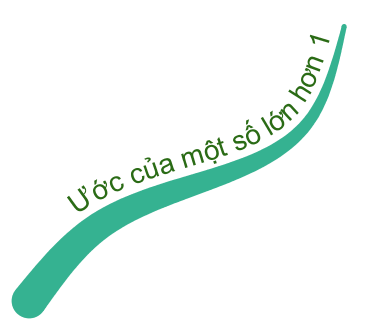 Ước của một số lớn hơn 1